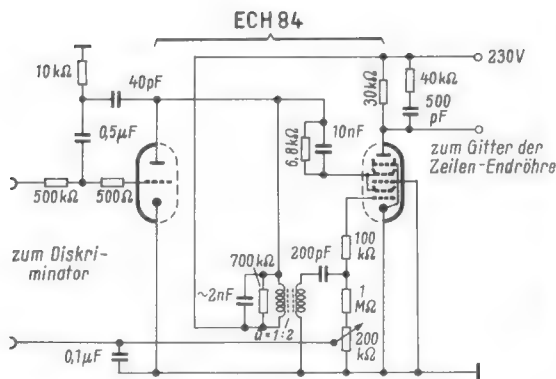 ECH 84
10kΩ
40pF
0,5µF
500kΩ
500Ω
zum Diskri-
minator
0,1µF
~2nF
700kΩ
ü=1:2
200pF
6,8kΩ
10nF
30kΩ
230V
40kΩ
500
pF
zum Gitter der
Zeilen-Endröhre
100
kΩ
1
MΩ
200
kΩ